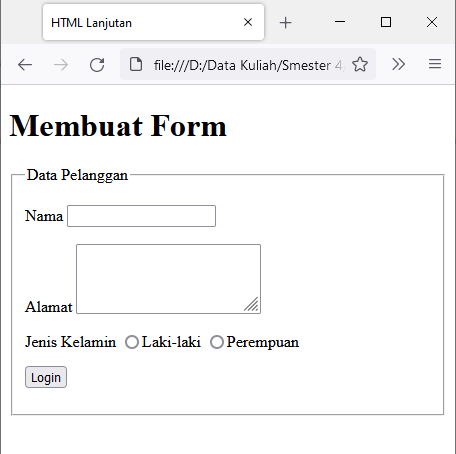 HTML Lanjutan
file:///D:/Data Kuliah/Smester 4
Membuat Form
Data Pelanggan
Nama
Alamat
Jenis Kelamin Laki-laki Perempuan
Login